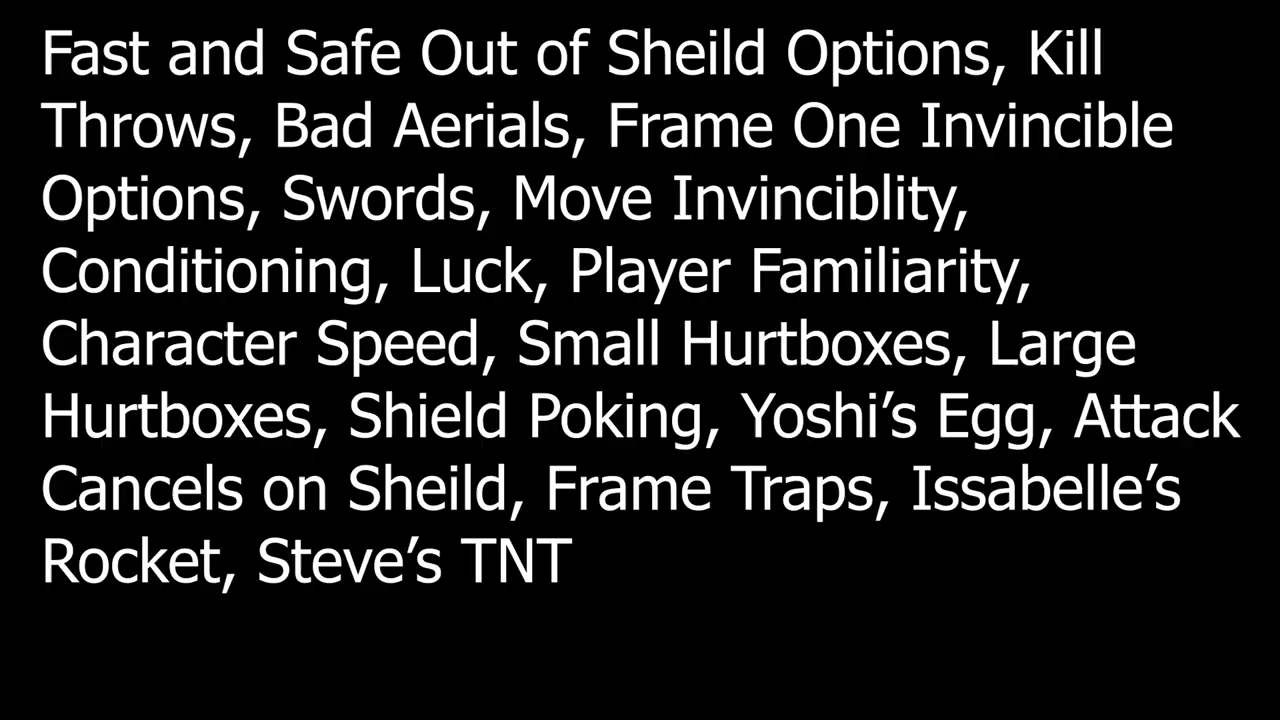 Fast and Safe Out of Sheild Options, Kill
Throws, Bad Aerials, Frame One Invincible
Options, Swords, Move Invinciblity,
Conditioning, Luck, Player Familiarity,
Character Speed, Small Hurtboxes, Large
Hurtboxes, Shield Poking, Yoshi’s Egg, Attack
Cancels on Sheild, Frame Traps, Issabelle’s
Rocket, Steve’s TNT